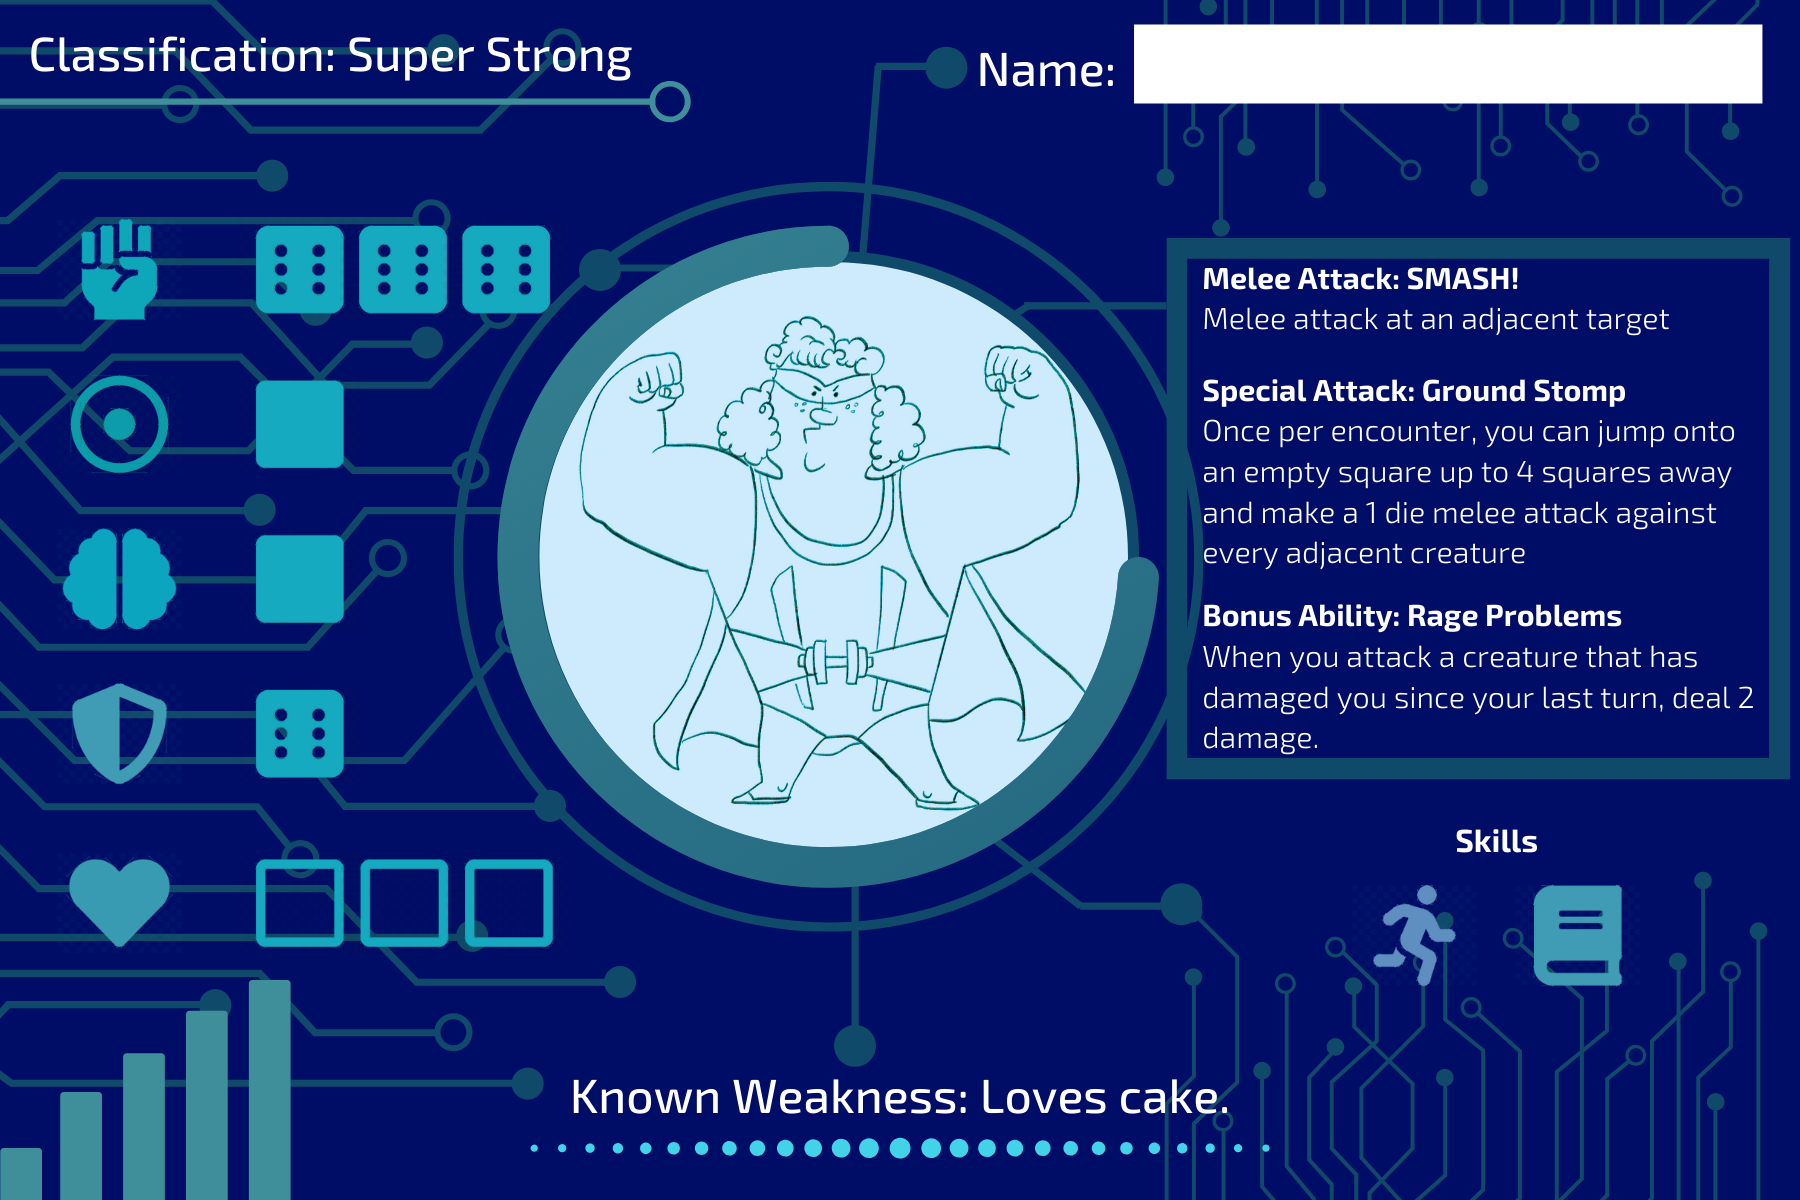 Classification: Super Strong
Name:
Melee Attack: SMASH!
Melee attack at an adjacent target
Special Attack: Ground Stomp
Once per encounter, you can jump onto
an empty square up to 4 squares away
and make a 1 die melee attack against
every adjacent creature
Bonus Ability: Rage Problems
When you attack a creature that has
damaged you since your last turn, deal 2
damage.
Skills
Known Weakness: Loves cake.